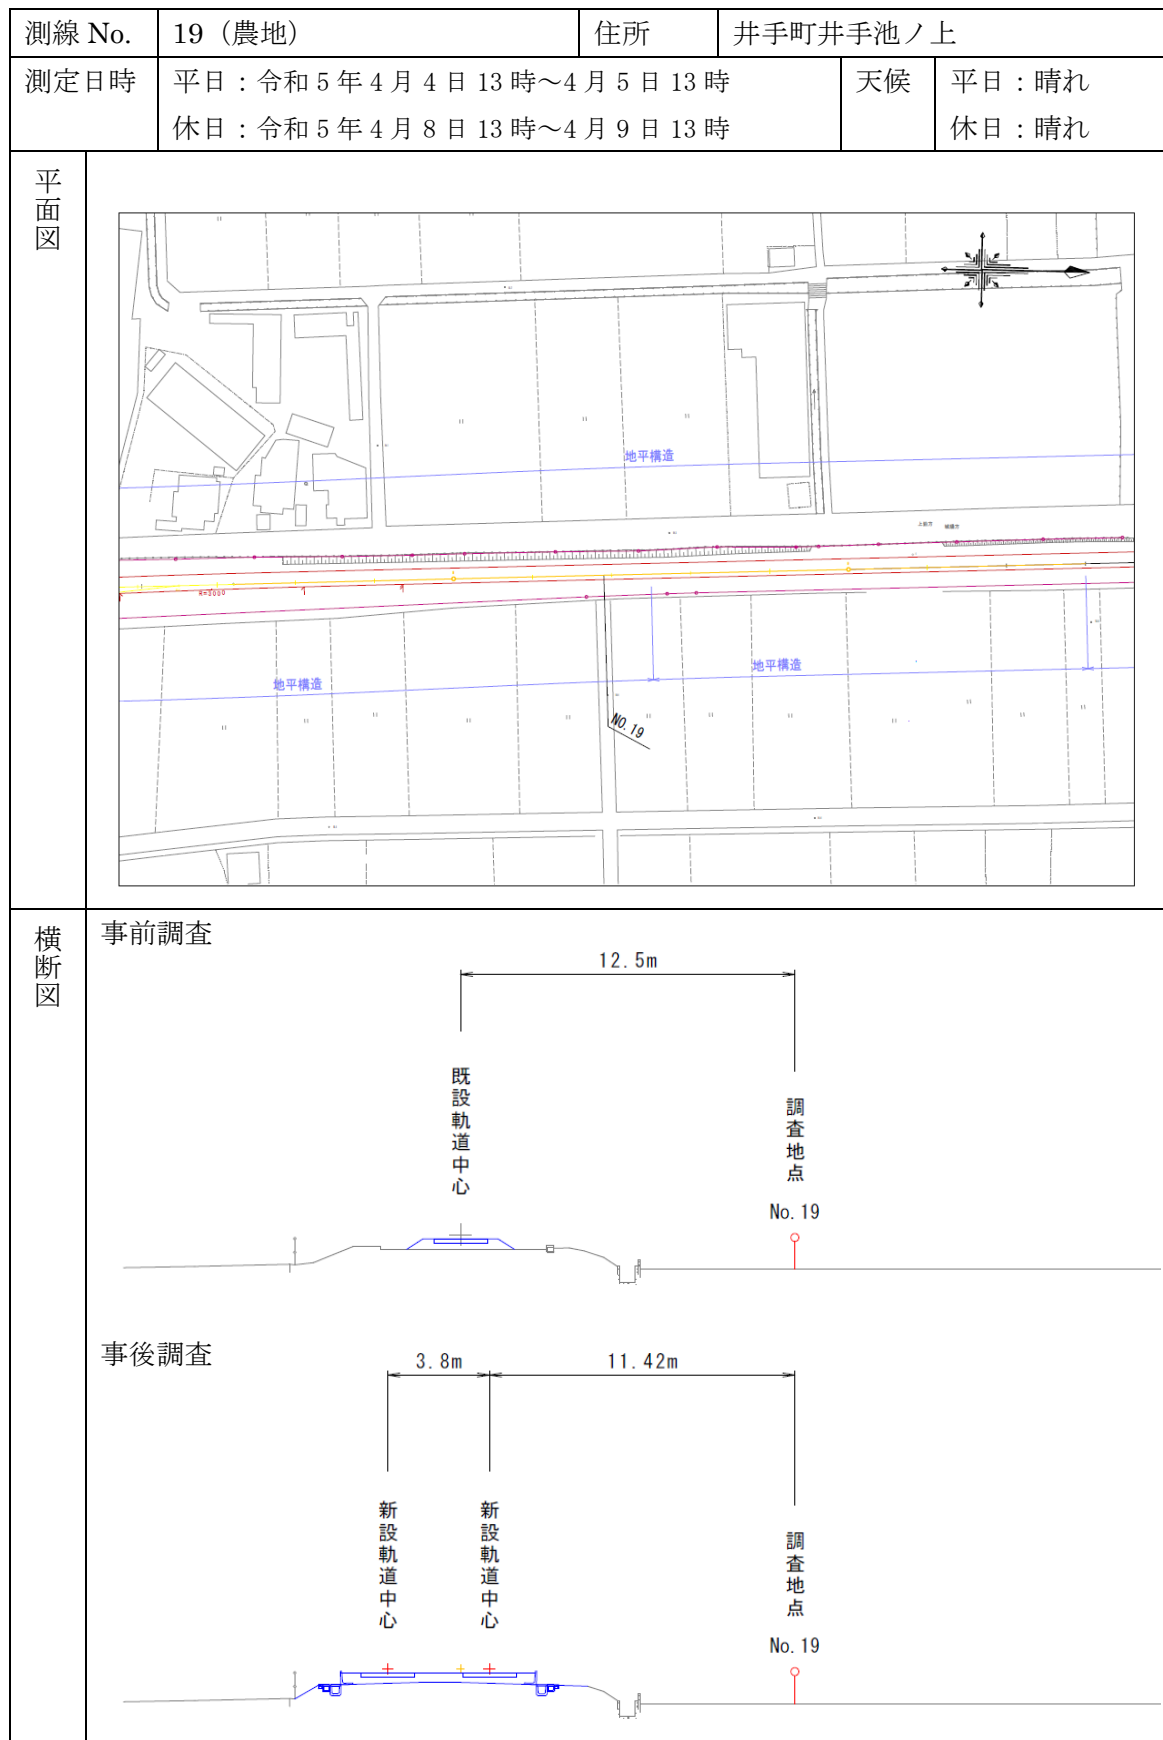 測線 No.
19（農地）
住所
井手町井手池ノ上
測定日時
平日：令和 5 年 4 月 4 日 13 時～4 月 5 日 13 時
休日：令和 5 年 4 月 8 日 13 時～4 月 9 日 13 時
天候
平日：晴れ
休日：晴れ
平面図
地平構造
R=3000
地平構造
地平構造
NO.19
横断図
事前調査
12.5m
既設軌道中心
調査地点
No.19
事後調査
3.8m
11.42m
新設軌道中心
新設軌道中心
調査地点
No.19